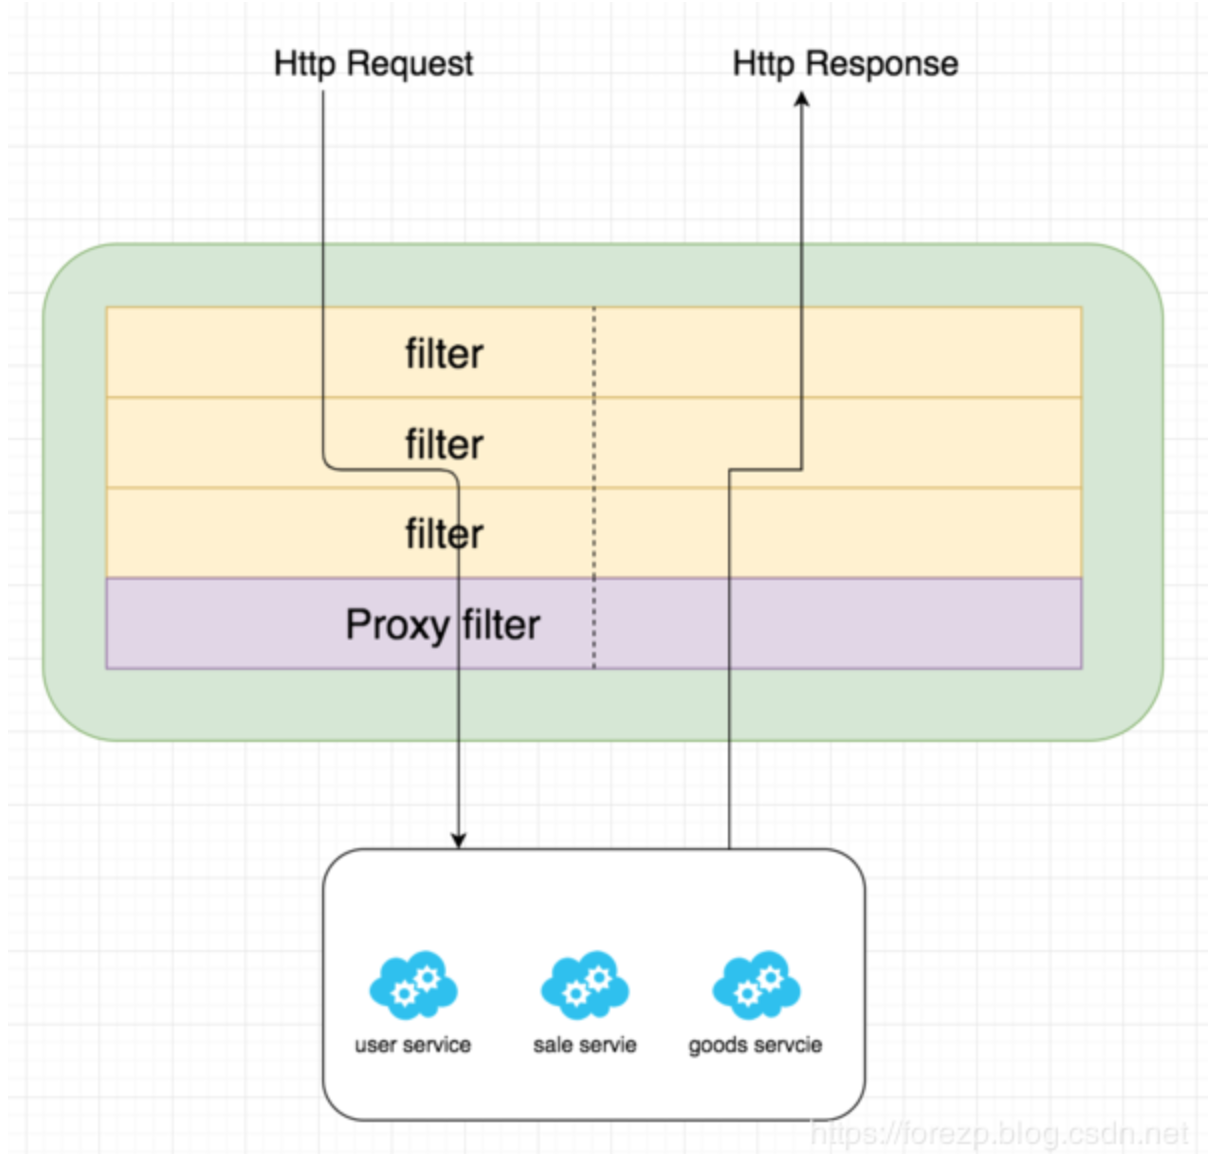 Http Request
Http Response
filter
filter
filter
Proxy filter
user service
sale servie
goods servcie
https://forezp.blog.csdn.net